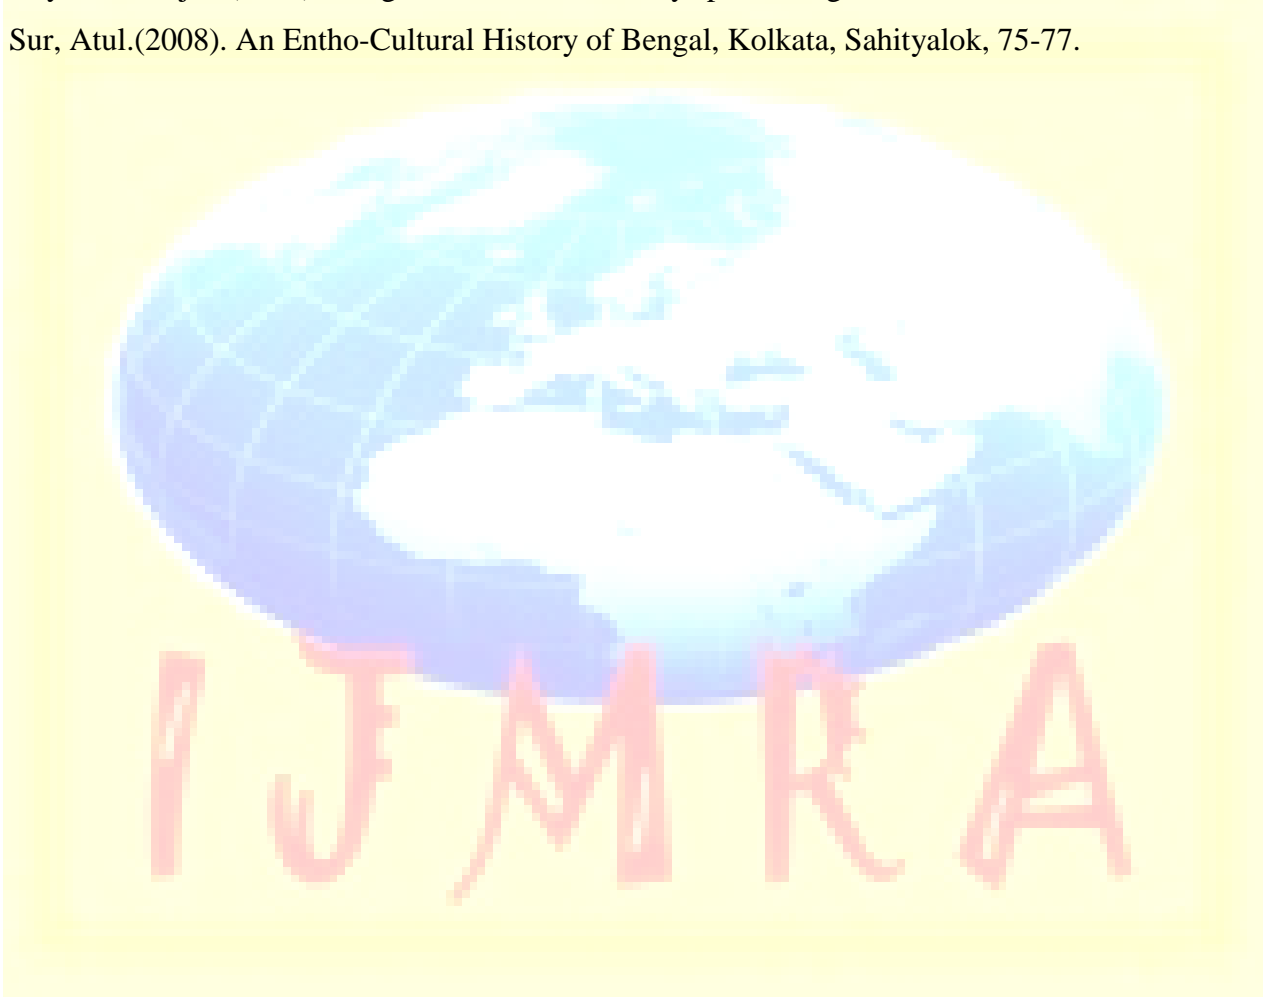 Sur, Atul.(2008). An Entho-Cultural History of Bengal, Kolkata, Sahityalok, 75-77.
IJMRA